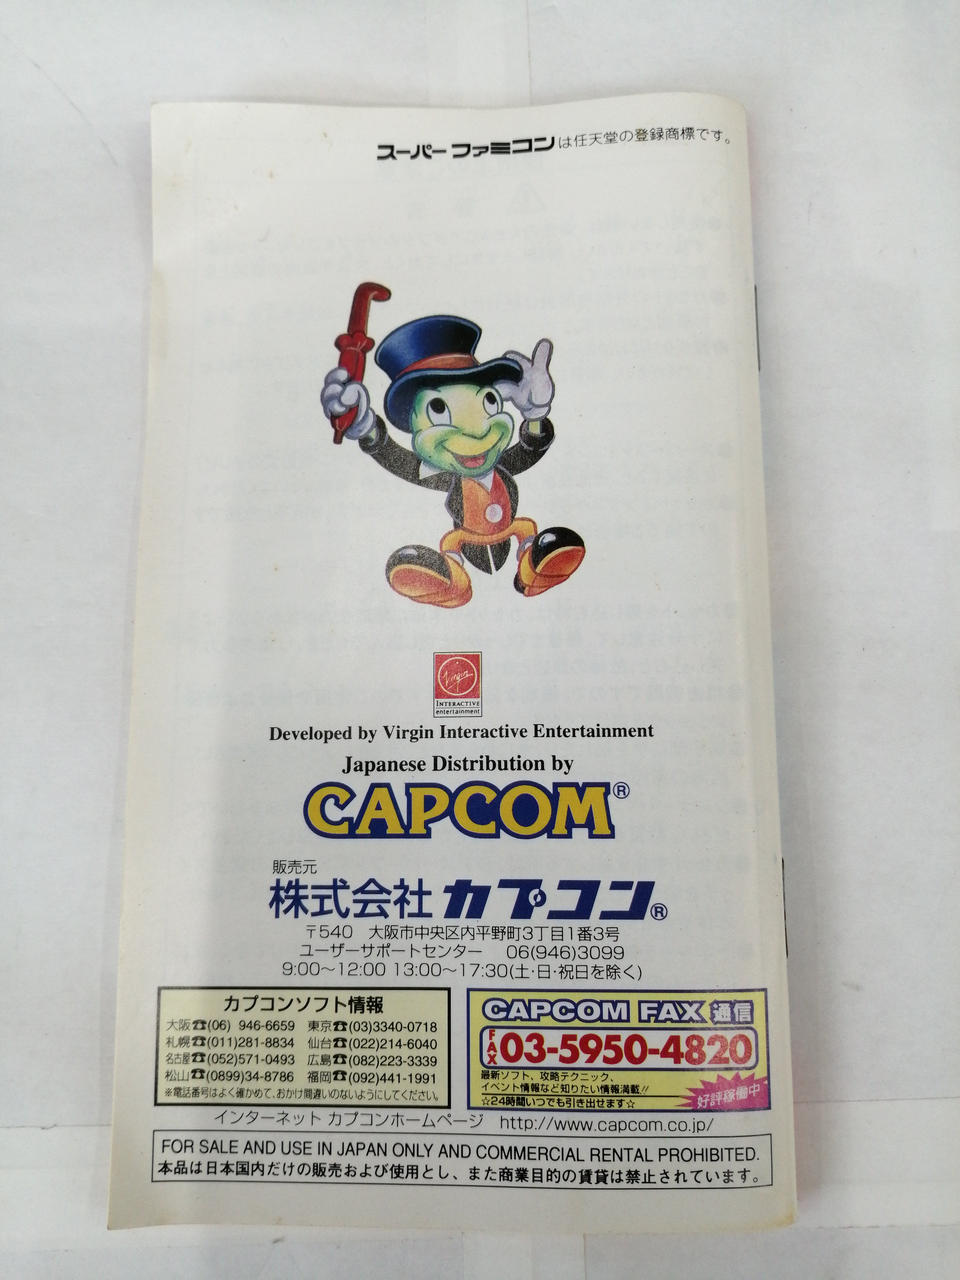 スーパーファミコンは任天堂の登録商標です。
Virgin
INTERACTIVE
entertainment
Developed by Virgin Interactive Entertainment
Japanese Distribution by
CAPCOM®
販売元
株式会社カプコン®
〒540 大阪市中央区内平野町3丁目1番3号
ユーザーサポートセンター 06(946)3099
9:00～12:00 13:00～17:30(土・日・祝日を除く)
カプコンソフト情報
大阪☎(06) 946-6659 東京☎(03)3340-0718
札幌☎(011)281-8834 仙台☎(022)214-6040
名古屋☎(052)571-0493 広島☎(082)223-3339
松山☎(0899)34-8786 福岡☎(092)441-1991
※電話番号はよく確かめて、おかけ間違いのないようにしてください。
CAPCOM FAX 通信
FAX 03-5950-4820
最新ソフト、攻略テクニック、
イベント情報など知りたい情報満載!!
☆24時間いつでも引き出せます☆
好評稼働中
インターネット カプコンホームページ http://www.capcom.co.jp/
FOR SALE AND USE IN JAPAN ONLY AND COMMERCIAL RENTAL PROHIBITED.
本品は日本国内だけの販売および使用とし、また商業目的の賃貸は禁止されています。